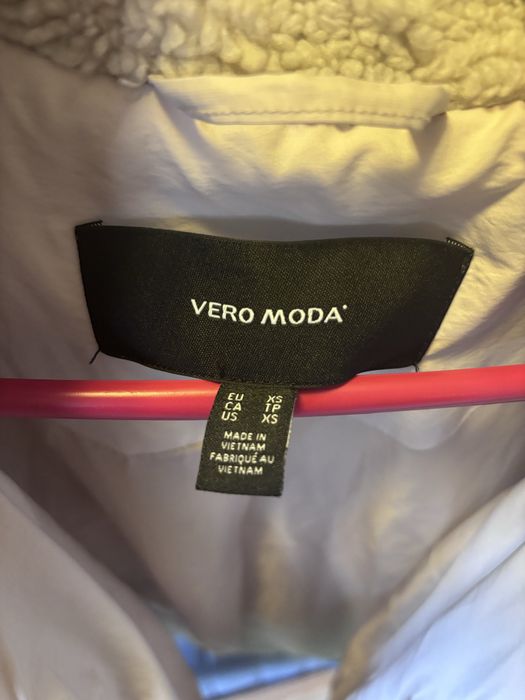 VERO MODA
EU XS
CA TP
US XS
MADE IN
VIETNAM
FABRIQUÉ AU
VIETNAM